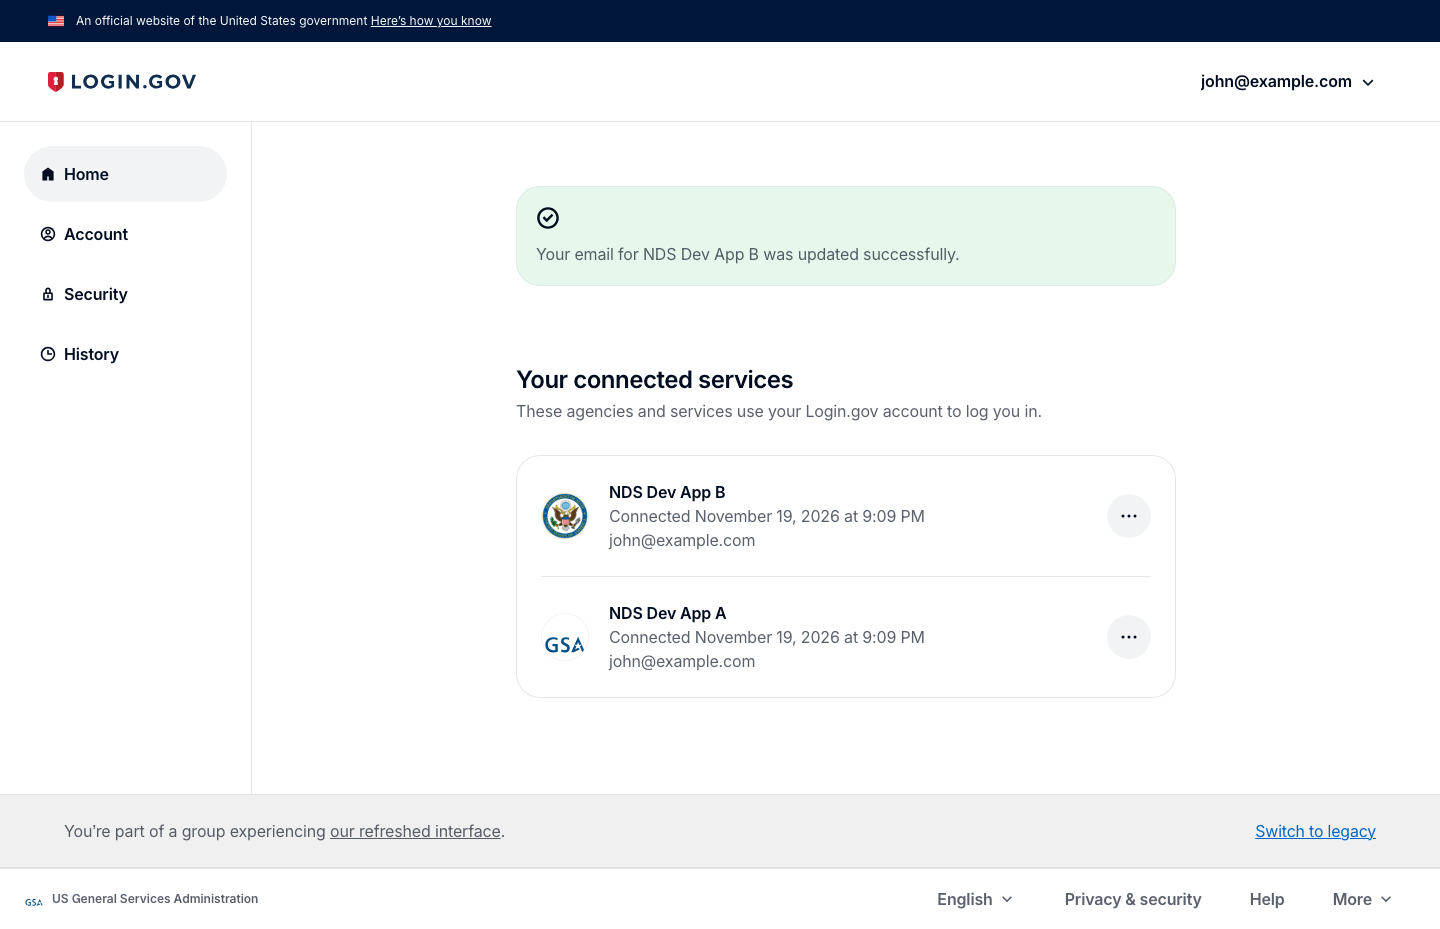 An official website of the United States government Here’s how you know
LOGIN.GOV
john@example.com
Home
Account
Security
History
Your email for NDS Dev App B was updated successfully.
Your connected services
These agencies and services use your Login.gov account to log you in.
NDS Dev App B
Connected November 19, 2026 at 9:09 PM
john@example.com
GSA
NDS Dev App A
Connected November 19, 2026 at 9:09 PM
john@example.com
You’re part of a group experiencing our refreshed interface.
Switch to legacy
GSA
US General Services Administration
English
Privacy & security
Help
More